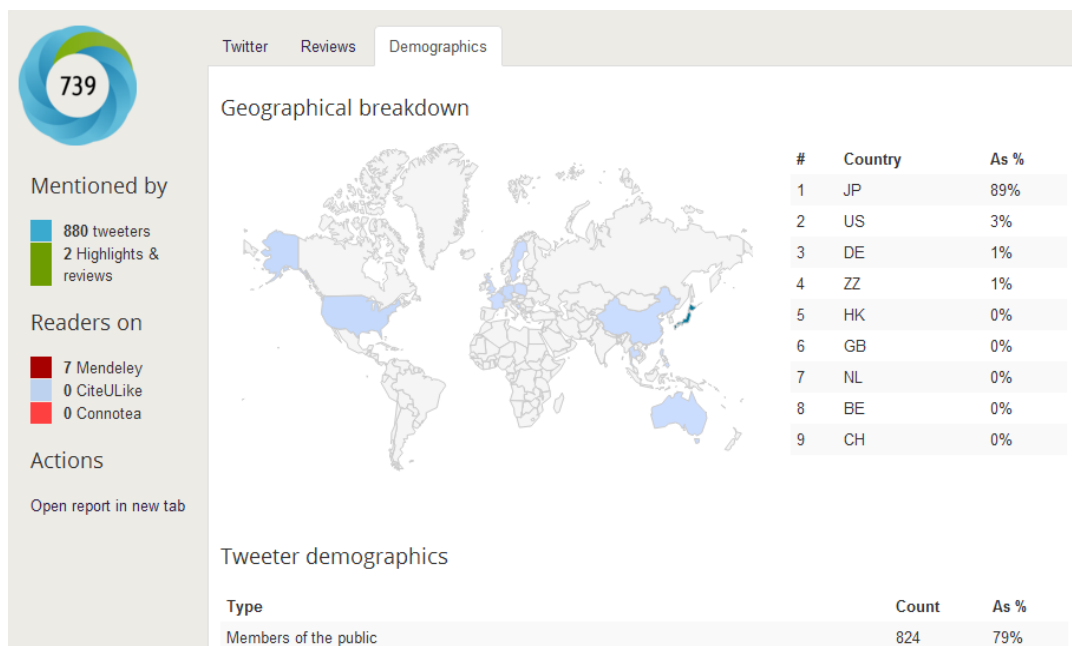 739
Mentioned by
880 tweeters
2 Highlights &
reviews
Readers on
7 Mendeley
0 CiteULike
0 Connotea
Actions
Open report in new tab
Twitter Reviews Demographics
Geographical breakdown
# Country As %
1 JP 89%
2 US 3%
3 DE 1%
4 ZZ 1%
5 HK 0%
6 GB 0%
7 NL 0%
8 BE 0%
9 CH 0%
Tweeter demographics
Type Count As %
Members of the public 824 79%